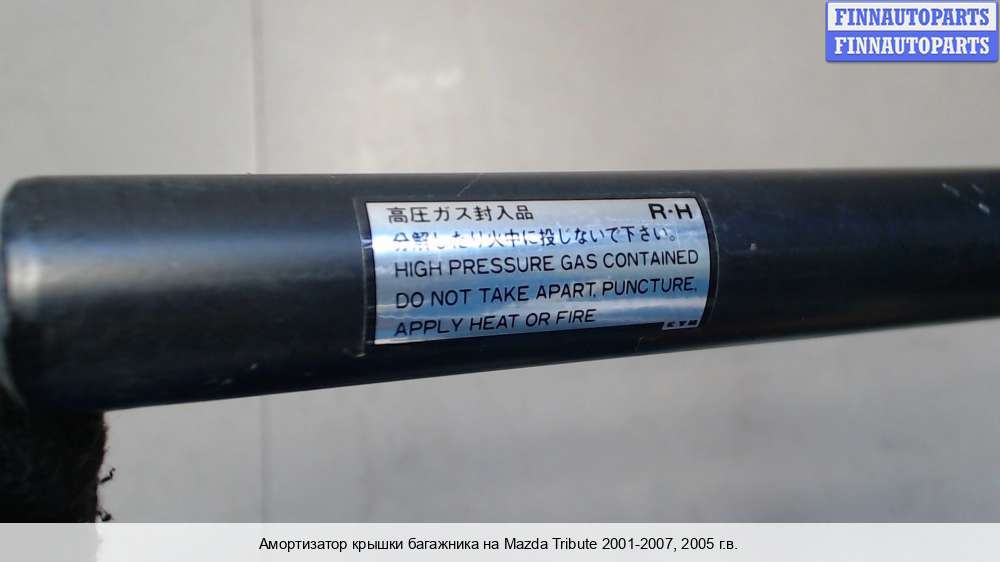 FINNAUTOPARTS
FINNAUTOPARTS
高圧ガス封入品 R·H
分解したり火中に投じないで下さい。
HIGH PRESSURE GAS CONTAINED
DO NOT TAKE APART, PUNCTURE,
APPLY HEAT OR FIRE
Амортизатор крышки багажника на Mazda Tribute 2001-2007, 2005 г.в.